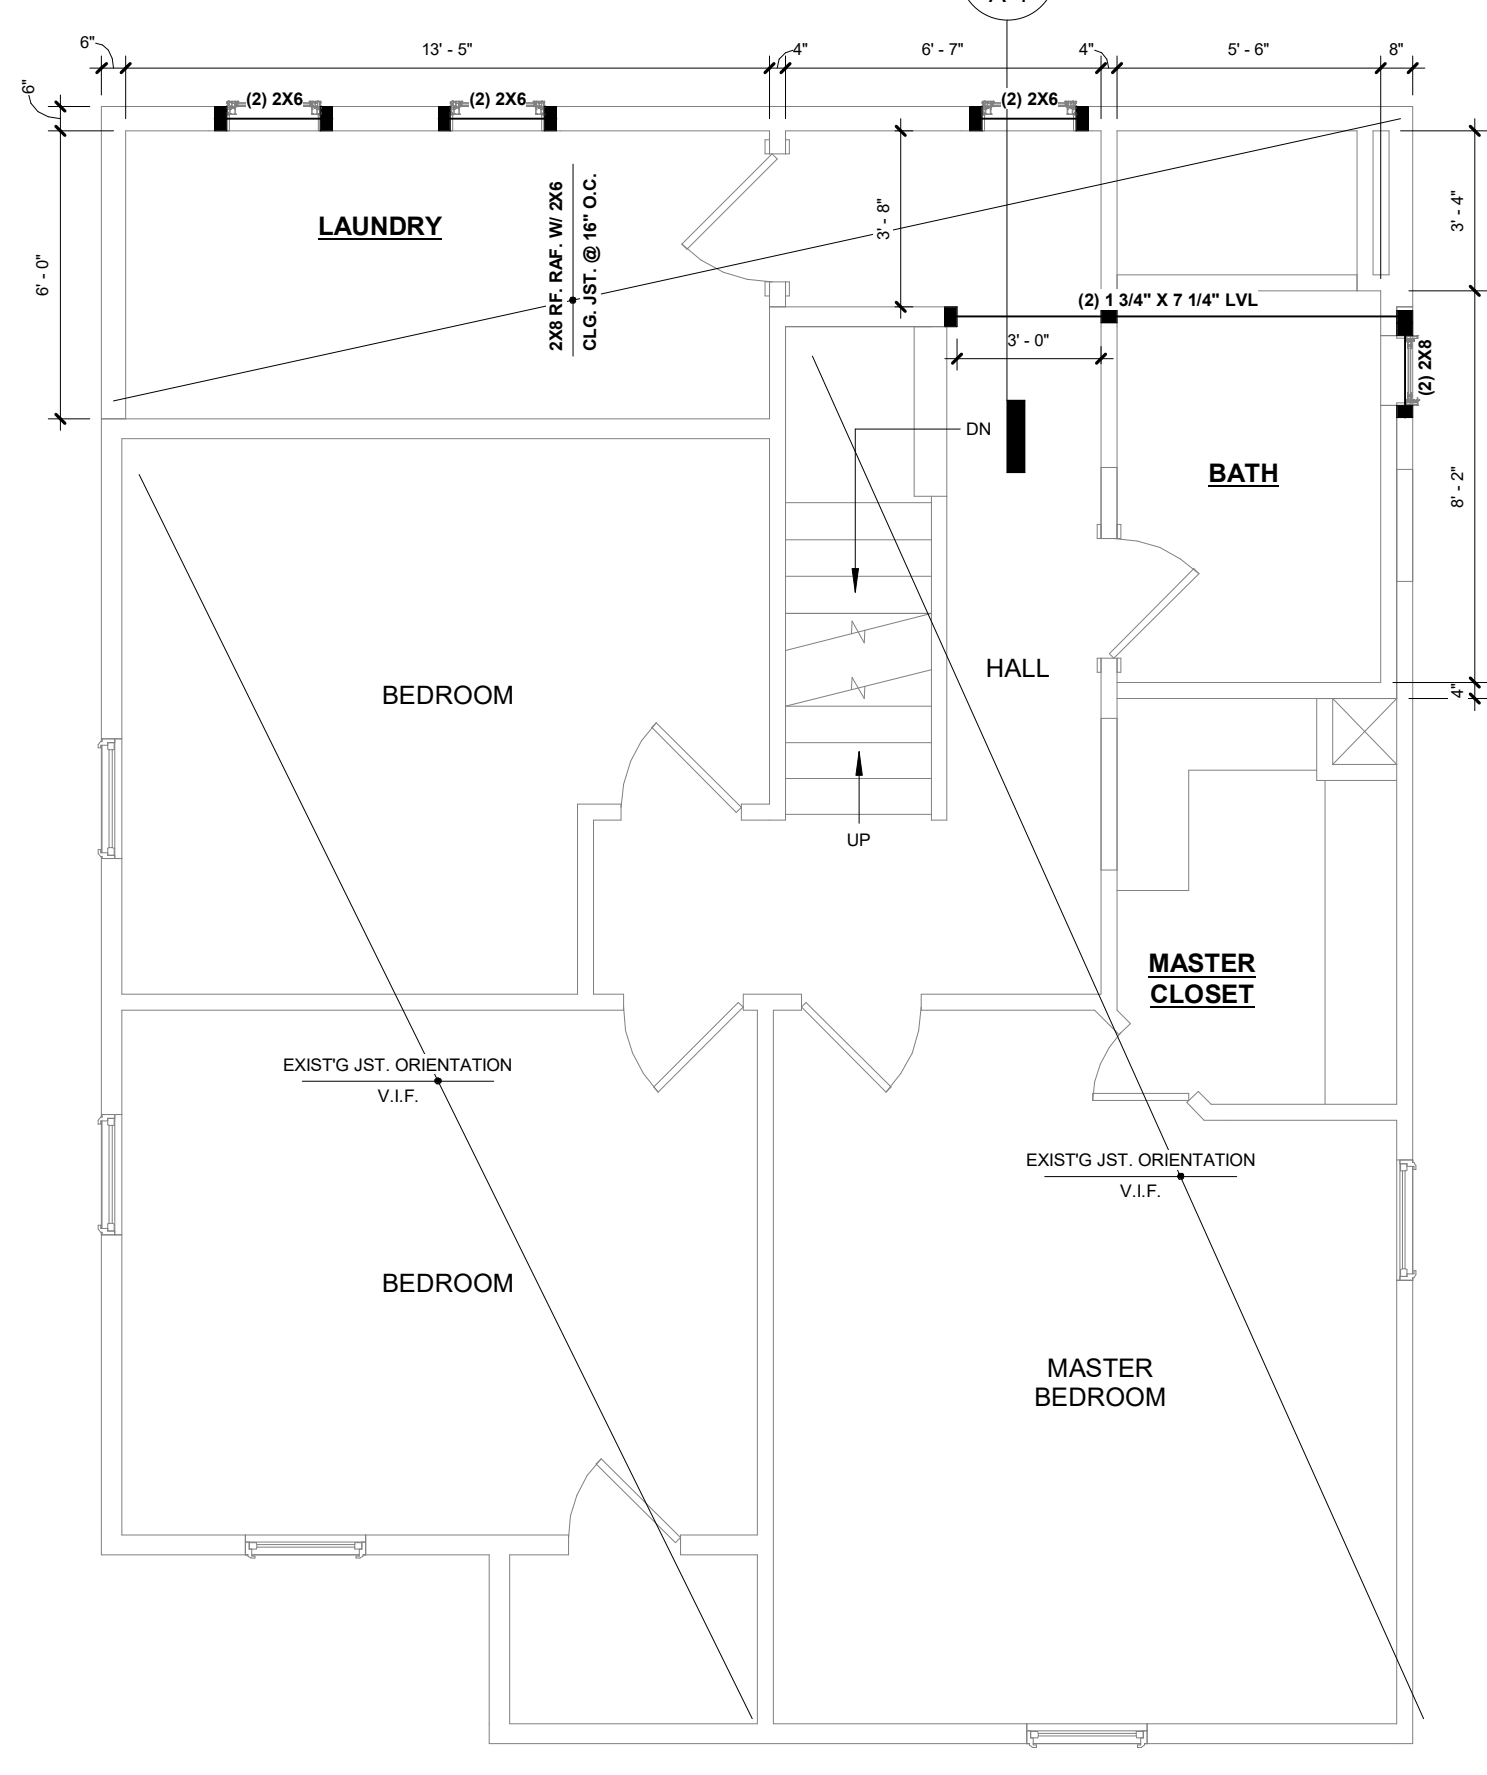 6"
13' - 5"
4"
6' - 7"
4"
5' - 6"
8"
6"
(2) 2X6
(2) 2X6
(2) 2X6
LAUNDRY
2X8 RF. RAF. W/ 2X6
CLG. JST. @ 16" O.C.
3' - 8"
3' - 4"
6' - 0"
(2) 1 3/4" X 7 1/4" LVL
3' - 0"
(2) 2X8
DN
BATH
8' - 2"
HALL
BEDROOM
4"
UP
MASTER
CLOSET
EXIST'G JST. ORIENTATION
V.I.F.
EXIST'G JST. ORIENTATION
V.I.F.
BEDROOM
MASTER
BEDROOM